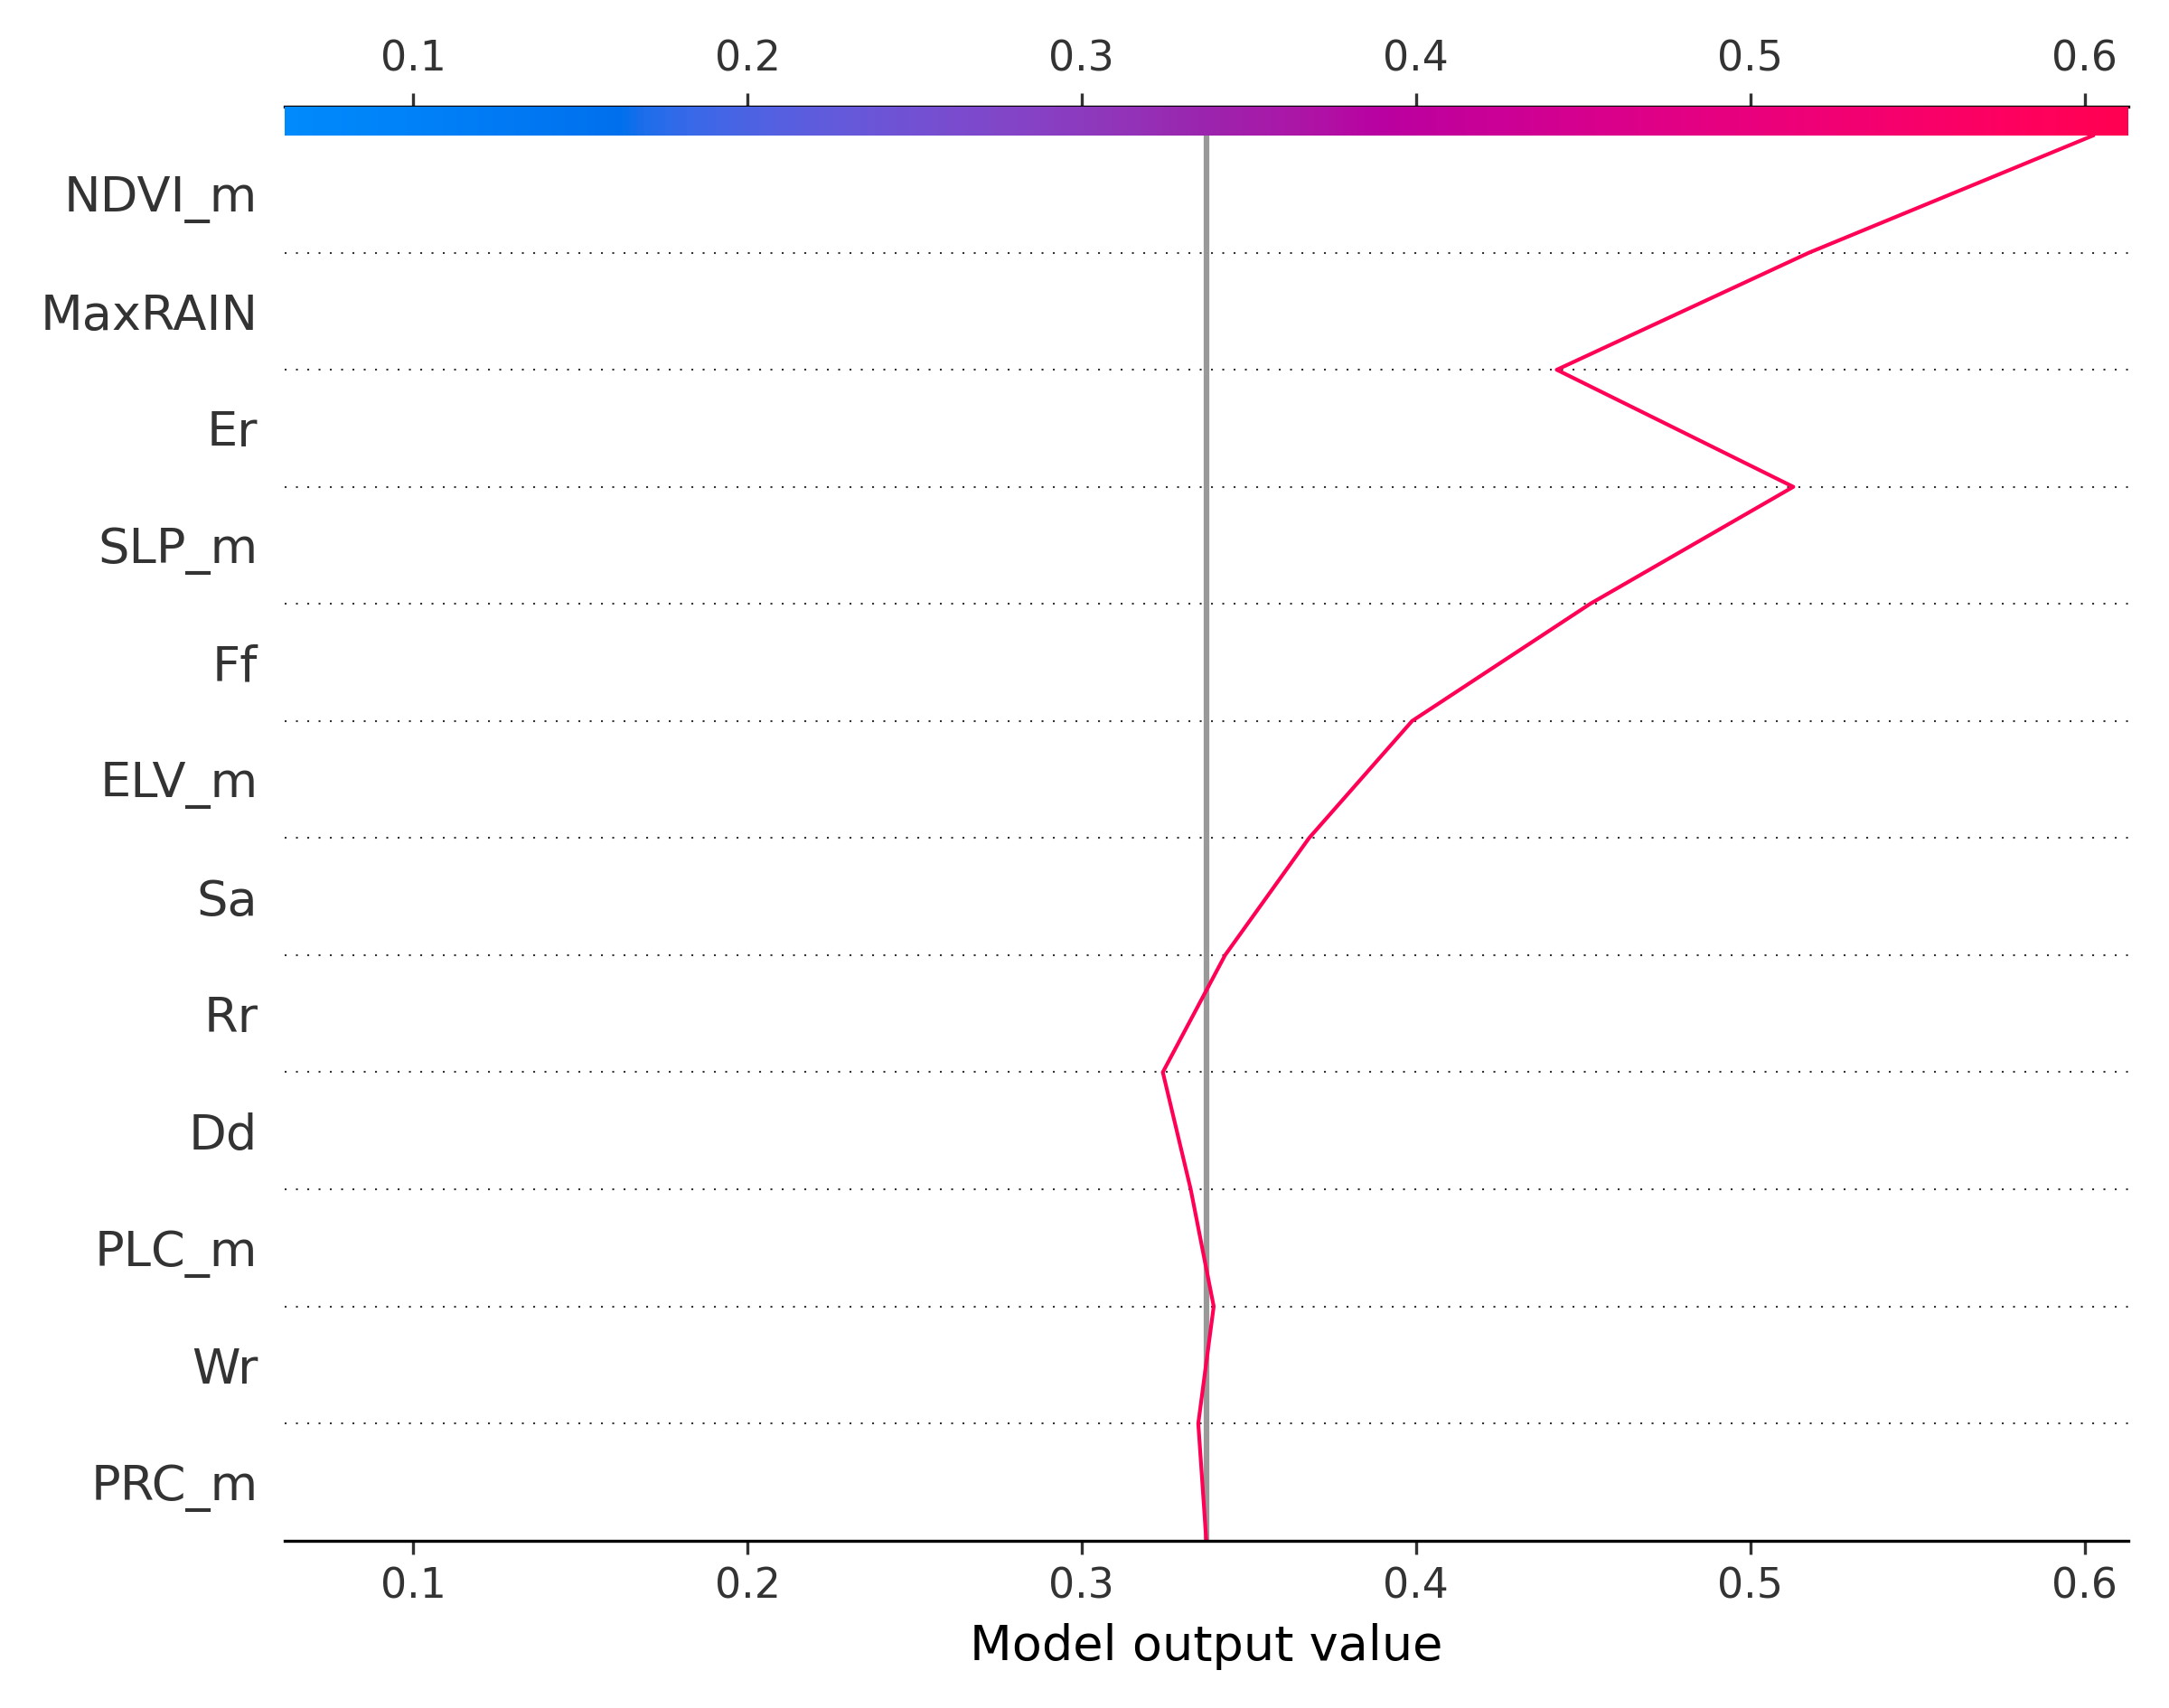 0.1 0.2 0.3 0.4 0.5 0.6
NDVI_m
MaxRAIN
Er
SLP_m
Ff
ELV_m
Sa
Rr
Dd
PLC_m
Wr
PRC_m
0.1 0.2 0.3 0.4 0.5 0.6
Model output value